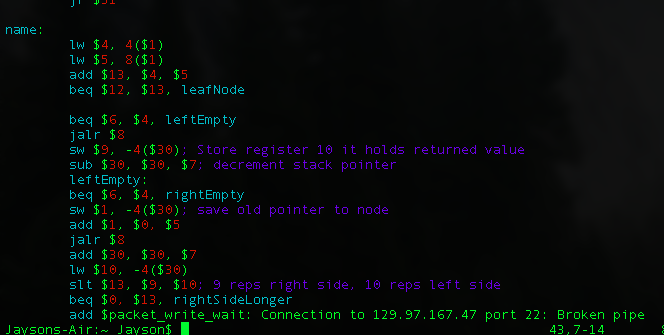 jr $31
name:
lw $4, 4($1)
lw $5, 8($1)
add $13, $4, $5
beq $12, $13, leafNode
beq $6, $4, leftEmpty
jalr $8
sw $9, -4($30); Store register 10 it holds returned value
sub $30, $30, $7; decrement stack pointer
leftEmpty:
beq $6, $4, rightEmpty
sw $1, -4($30); save old pointer to node
add $1, $0, $5
jalr $8
add $30, $30, $7
lw $10, -4($30)
slt $13, $9, $10; 9 reps right side, 10 reps left side
beq $0, $13, rightSideLonger
add $packet_write_wait: Connection to 129.97.167.47 port 22: Broken pipe
Jaysons-Air:~ Jayson$ 43,7-14